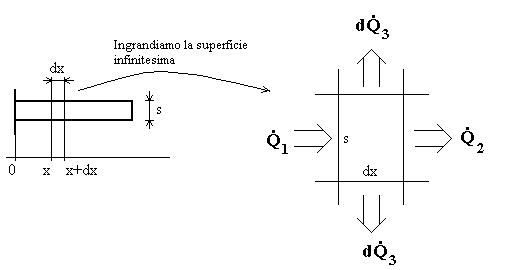 Ingrandiamo la superficie
infinitesima
dx
s
0 x x+dx
dQ̇3
Q̇1
s
dx
Q̇2
dQ̇3